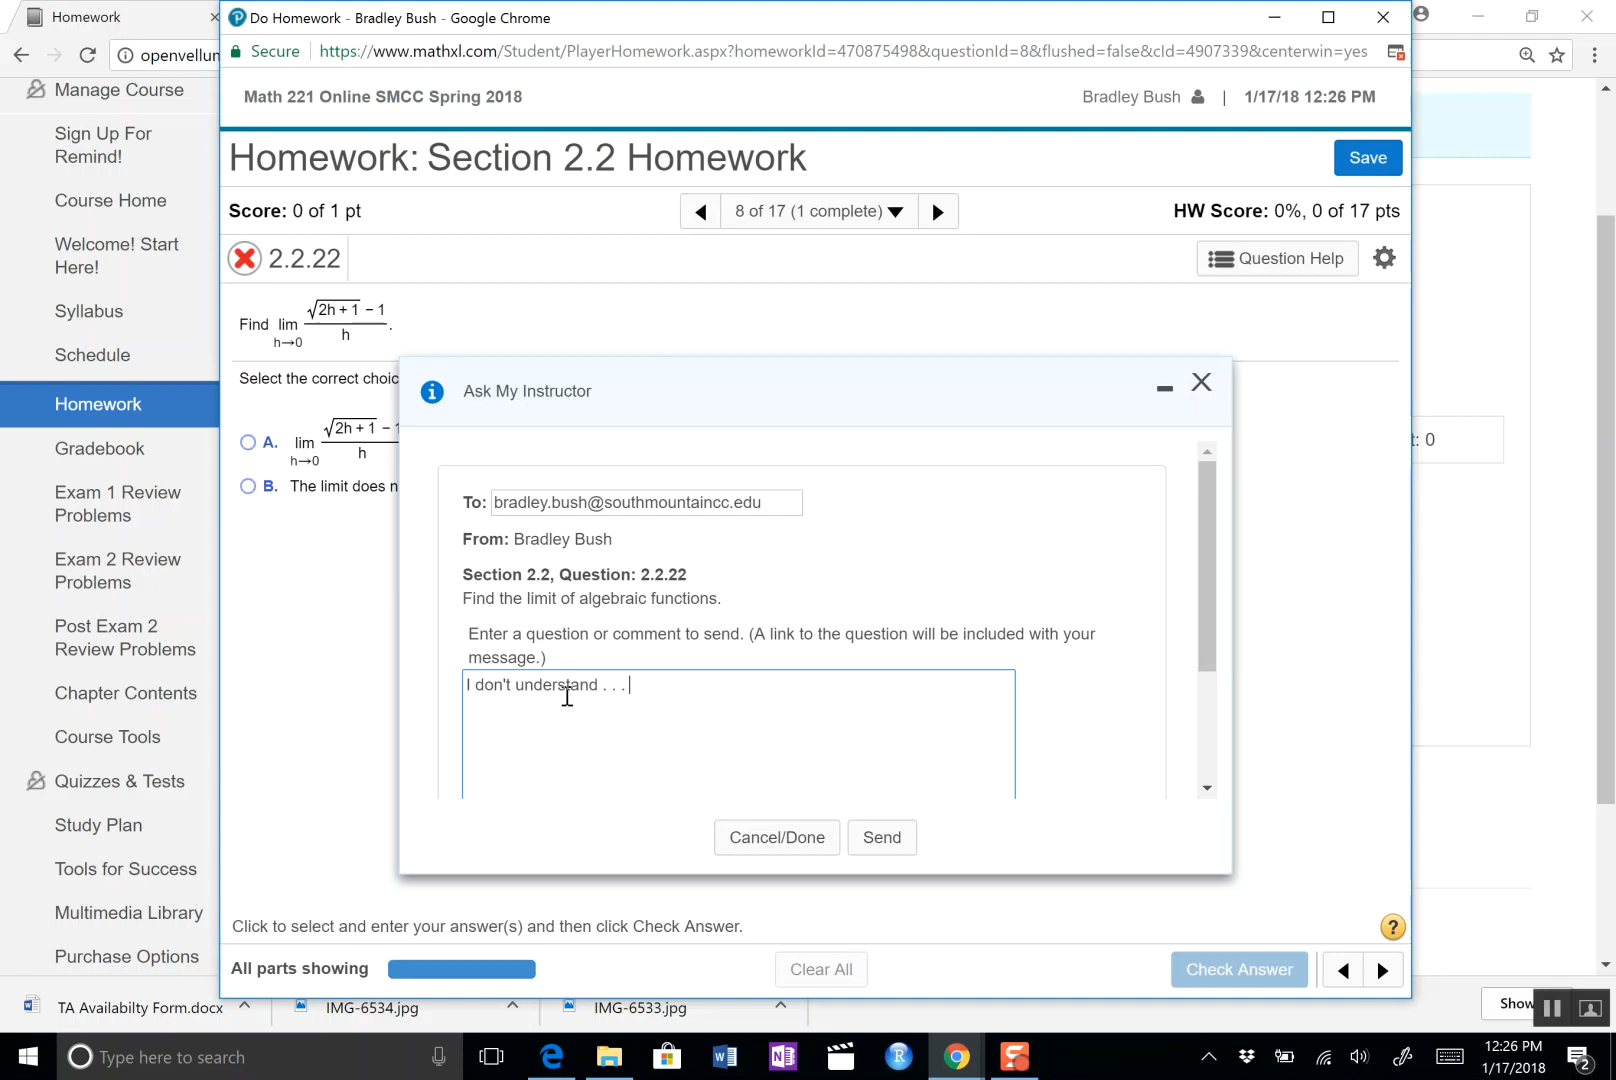 Homework
Do Homework - Bradley Bush - Google Chrome
openvellun
Secure
https://www.mathxl.com/Student/PlayerHomework.aspx?homeworkId=470875498&questionId=8&flushed=false&cId=4907339&centerwin=yes
Manage Course
Sign Up For
Remind!
Course Home
Welcome! Start
Here!
Syllabus
Schedule
Homework
Gradebook
Exam 1 Review
Problems
Exam 2 Review
Problems
Post Exam 2
Review Problems
Chapter Contents
Course Tools
Quizzes & Tests
Study Plan
Tools for Success
Multimedia Library
Purchase Options
Math 221 Online SMCC Spring 2018
Bradley Bush | 1/17/18 12:26 PM
Homework: Section 2.2 Homework
Save
Score: 0 of 1 pt
8 of 17 (1 complete)
HW Score: 0%, 0 of 17 pts
2.2.22
Question Help
Find lim h→0 √2h + 1 − 1 / h.
Select the correct choic
A. lim h→0 √2h + 1 − 1 / h
B. The limit does n
t: 0
Ask My Instructor
To: bradley.bush@southmountaincc.edu
From: Bradley Bush
Section 2.2, Question: 2.2.22
Find the limit of algebraic functions.
Enter a question or comment to send. (A link to the question will be included with your
message.)
I don't understand . . .
Cancel/Done
Send
Click to select and enter your answer(s) and then click Check Answer.
?
All parts showing
Clear All
Check Answer
TA Availabilty Form.docx
IMG-6534.jpg
IMG-6533.jpg
Show
Type here to search
12:26 PM
1/17/2018
2